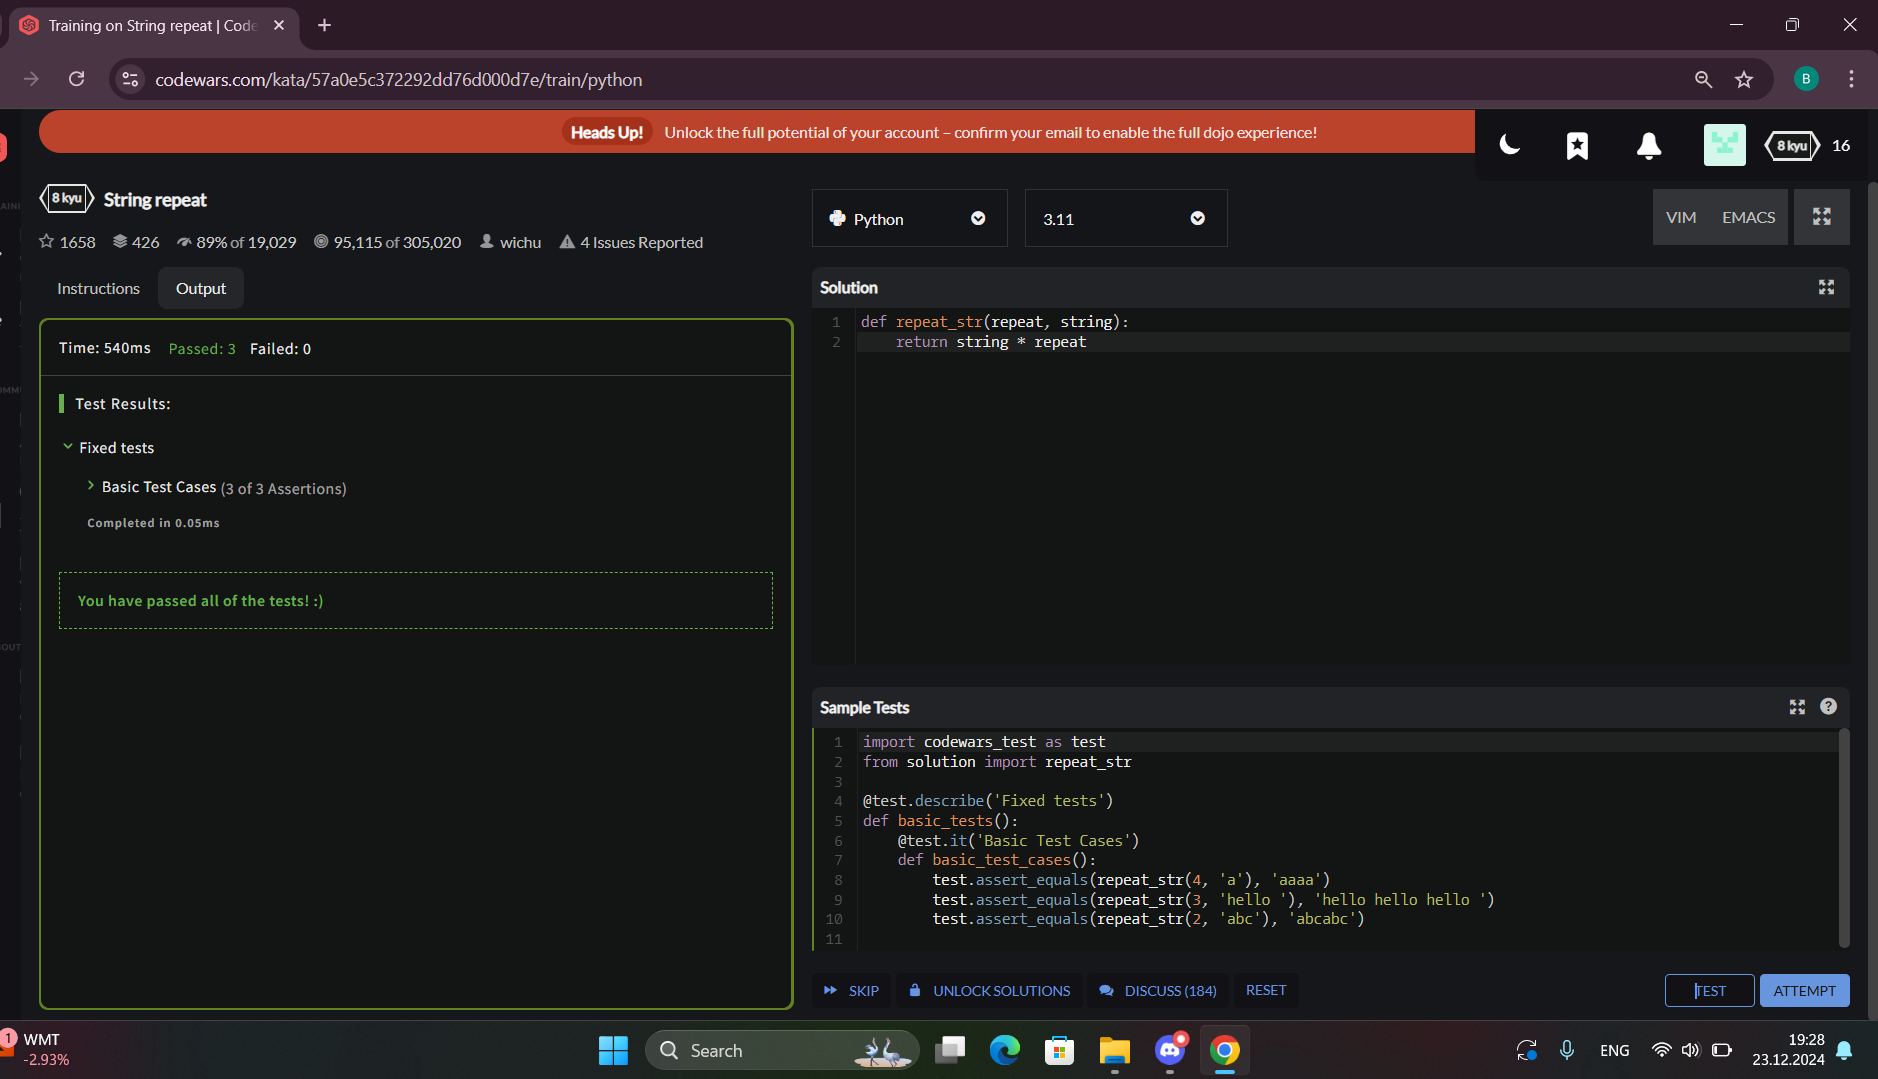 Training on String repeat | Code
codewars.com/kata/57a0e5c372292dd76d000d7e/train/python
B
Heads Up! Unlock the full potential of your account – confirm your email to enable the full dojo experience!
8 kyu 16
8 kyu String repeat
1658 426 89% of 19,029 95,115 of 305,020 wichu 4 Issues Reported
Python 3.11 VIM EMACS
Instructions Output
Time: 540ms Passed: 3 Failed: 0
Test Results:
Fixed tests
Basic Test Cases (3 of 3 Assertions)
Completed in 0.05ms
You have passed all of the tests! :)
Solution
1 def repeat_str(repeat, string):
2 return string * repeat
Sample Tests
1 import codewars_test as test
2 from solution import repeat_str
3
4 @test.describe('Fixed tests')
5 def basic_tests():
6 @test.it('Basic Test Cases')
7 def basic_test_cases():
8 test.assert_equals(repeat_str(4, 'a'), 'aaaa')
9 test.assert_equals(repeat_str(3, 'hello '), 'hello hello hello ')
10 test.assert_equals(repeat_str(2, 'abc'), 'abcabc')
11
SKIP UNLOCK SOLUTIONS DISCUSS (184) RESET TEST ATTEMPT
1 WMT
-2.93%
Search
ENG
19:28
23.12.2024